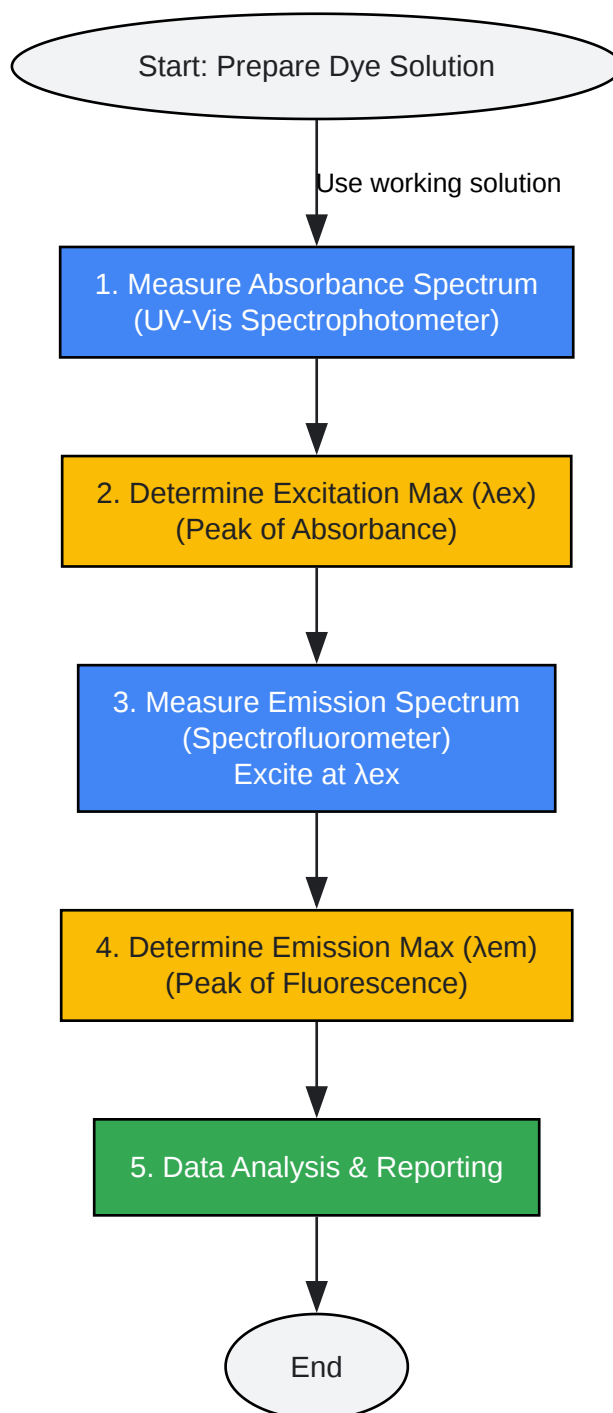 Start: Prepare Dye Solution
Use working solution
1. Measure Absorbance Spectrum
(UV-Vis Spectrophotometer)
2. Determine Excitation Max (λex)
(Peak of Absorbance)
3. Measure Emission Spectrum
(Spectrofluorometer)
Excite at λex
4. Determine Emission Max (λem)
(Peak of Fluorescence)
5. Data Analysis & Reporting
End